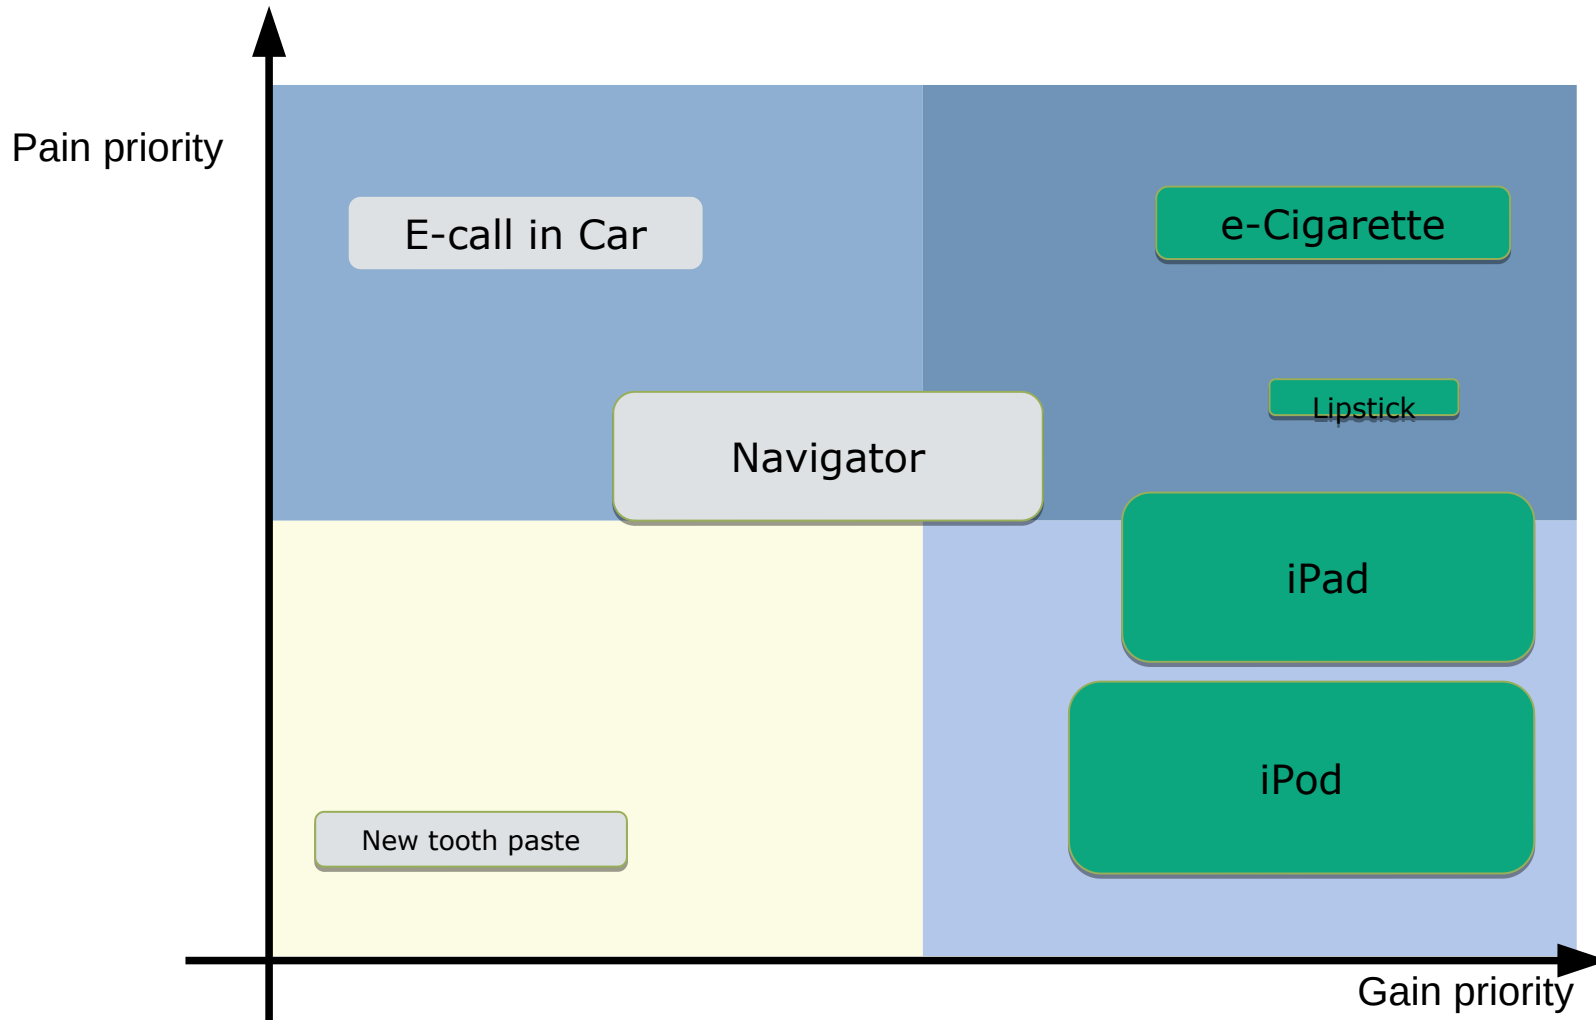 Pain priority
E-call in Car
e-Cigarette
Lipstick
Navigator
iPad
iPod
New tooth paste
Gain priority